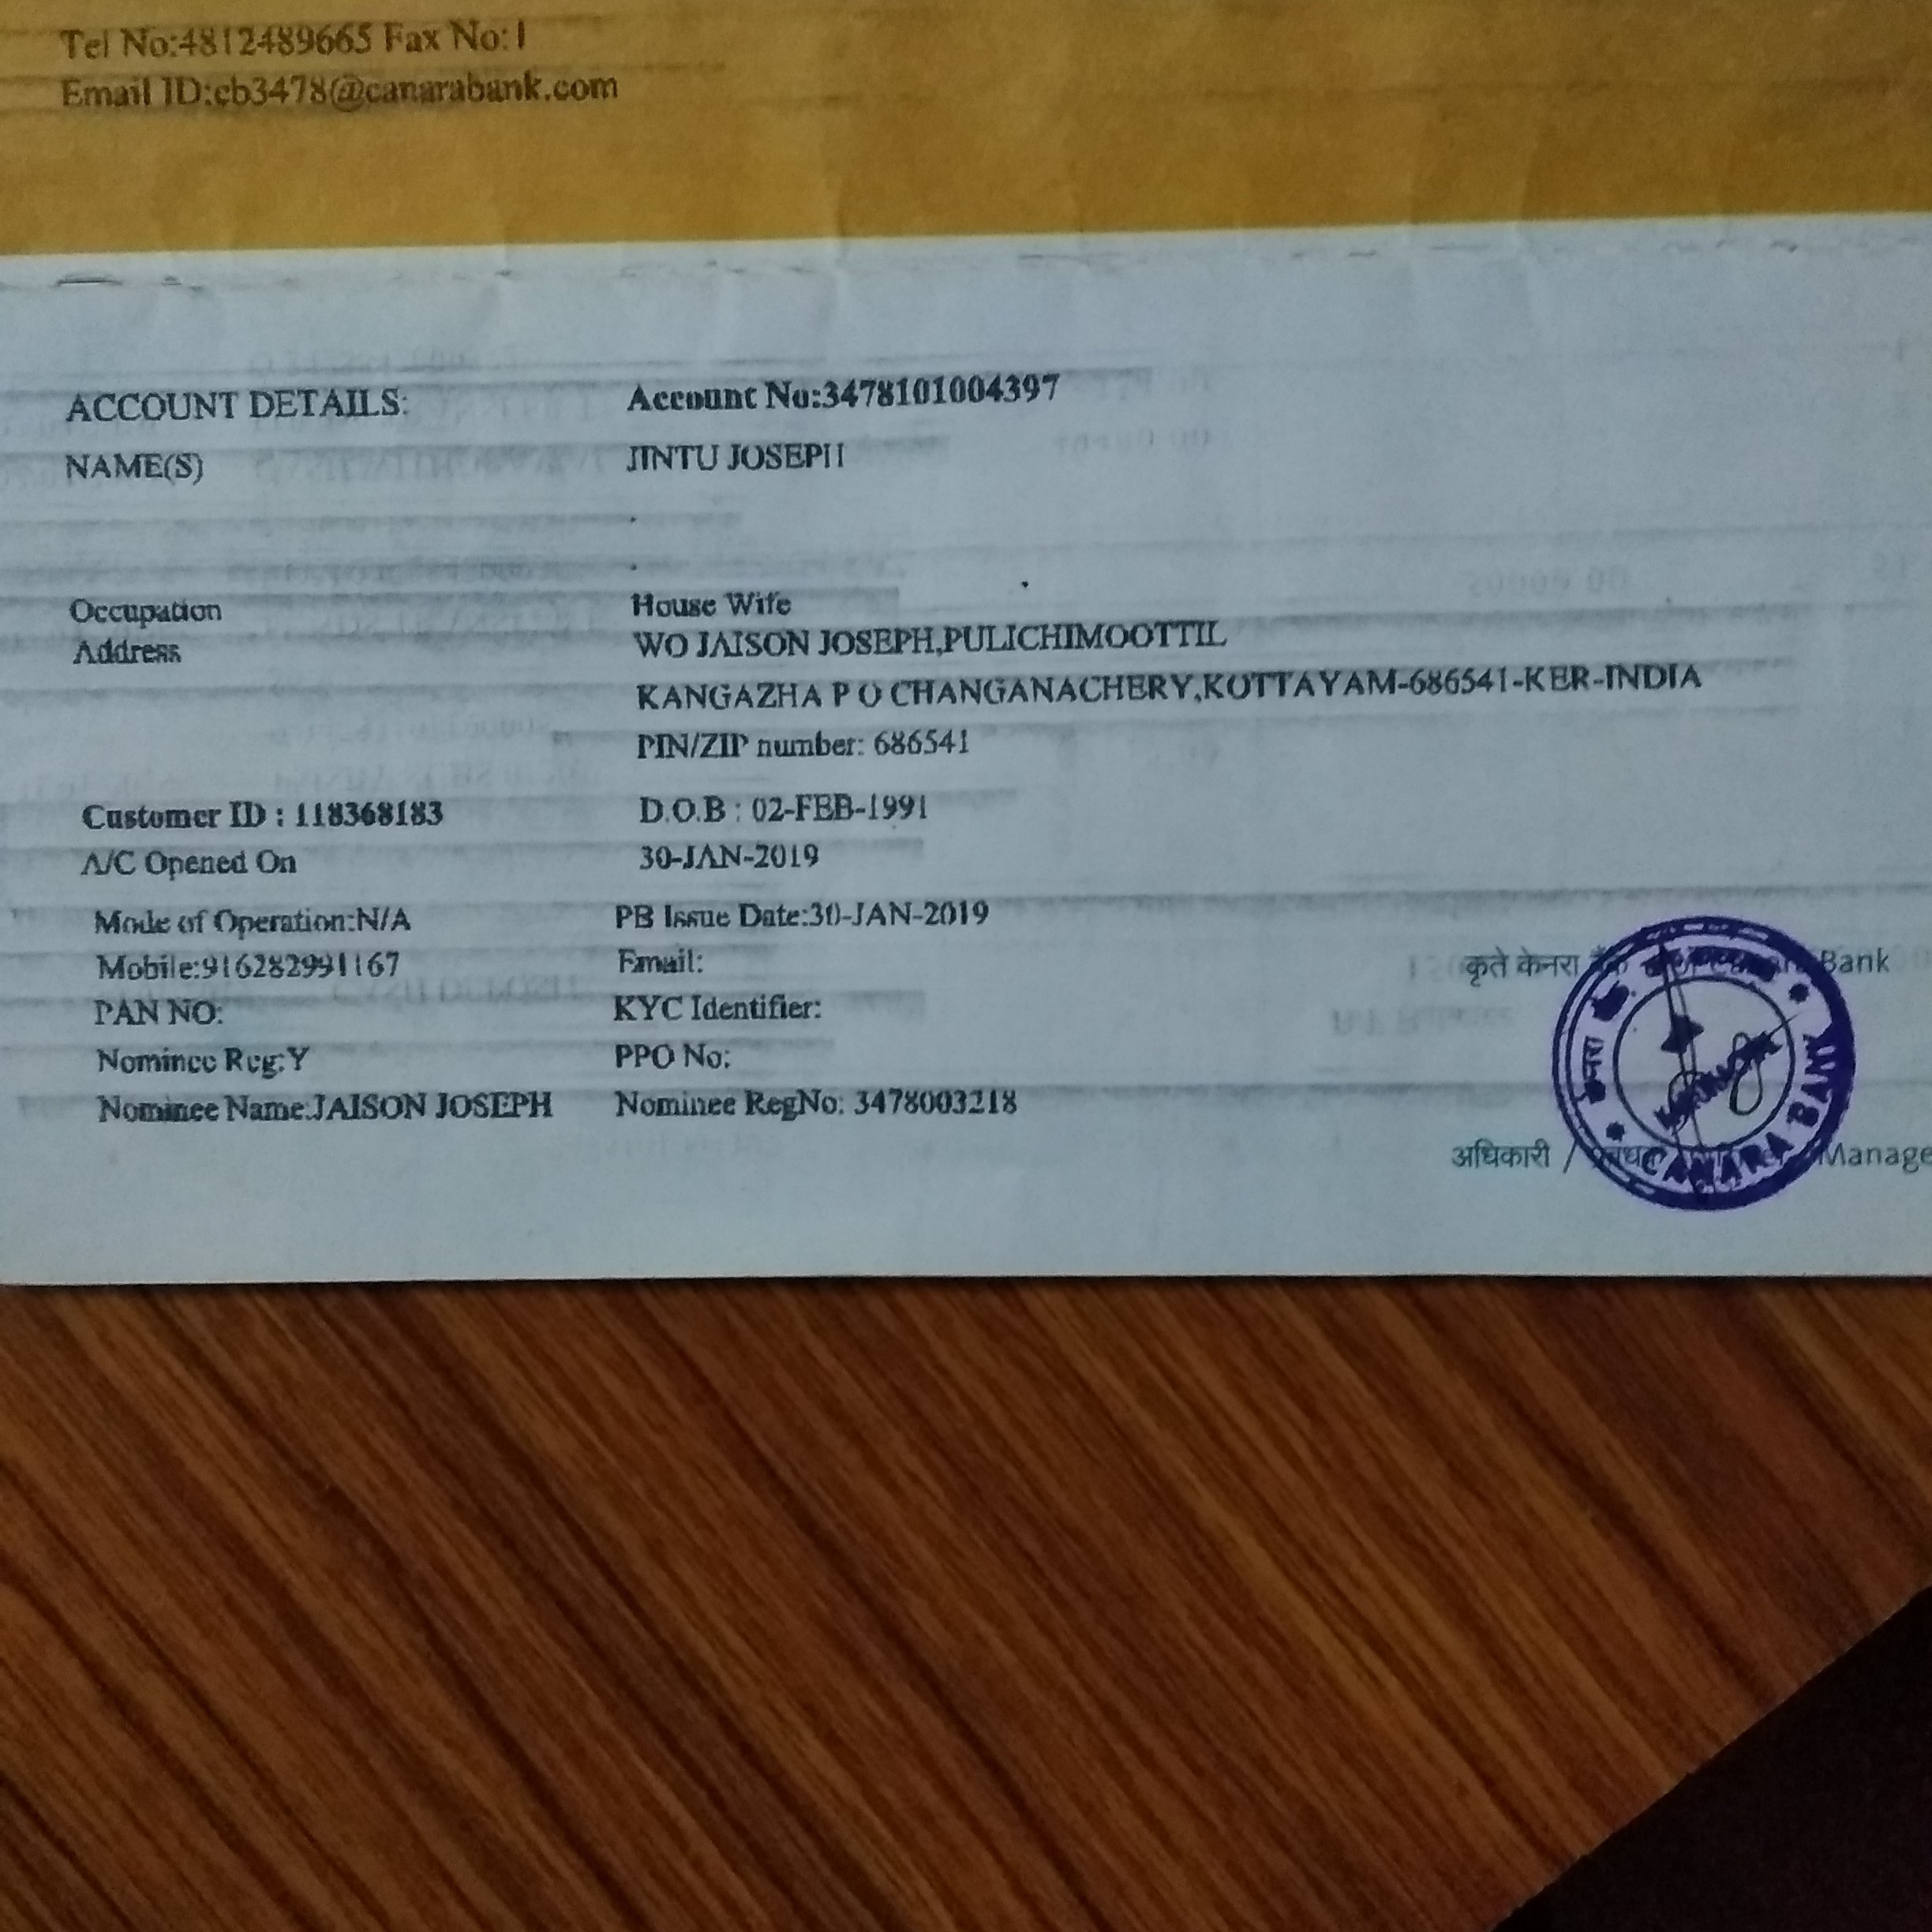 Tel No:4812489665 Fax No:1
Email ID:cb3478@canarabank.com
ACCOUNT DETAILS: Account No:3478101004397
NAME(S) JINTU JOSEPH
.
.
Occupation House Wife
Address WO JAISON JOSEPH,PULICHIMOOTTIL
KANGAZHA P O CHANGANACHERY,KOTTAYAM-686541-KER-INDIA
PIN/ZIP number: 686541
Customer ID : 118368183 D.O.B : 02-FEB-1991
A/C Opened On 30-JAN-2019
Mode of Operation:N/A PB Issue Date:30-JAN-2019
Mobile:916282991167 Email:
PAN NO: KYC Identifier:
Nominee Reg:Y PPO No:
Nominee Name:JAISON JOSEPH Nominee RegNo: 3478003218
कृते केनरा Bank
अधिकारी / Manage
CANARA BANK